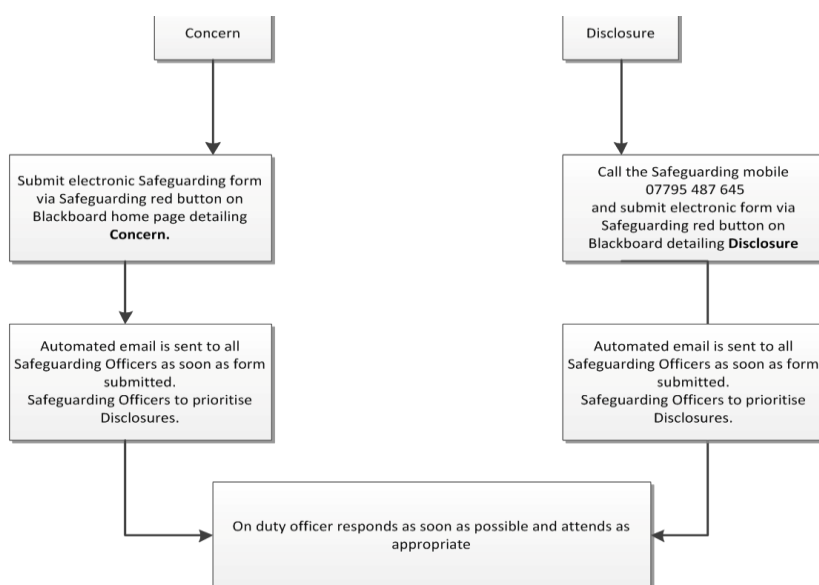 Concern
Disclosure
Submit electronic Safeguarding form
via Safeguarding red button on
Blackboard home page detailing
Concern.
Call the Safeguarding mobile
07795 487 645
and submit electronic form via
Safeguarding red button on
Blackboard detailing Disclosure
Automated email is sent to all
Safeguarding Officers as soon as form
submitted.
Safeguarding Officers to prioritise
Disclosures.
Automated email is sent to all
Safeguarding Officers as soon as form
submitted.
Safeguarding Officers to prioritise
Disclosures.
On duty officer responds as soon as possible and attends as
appropriate